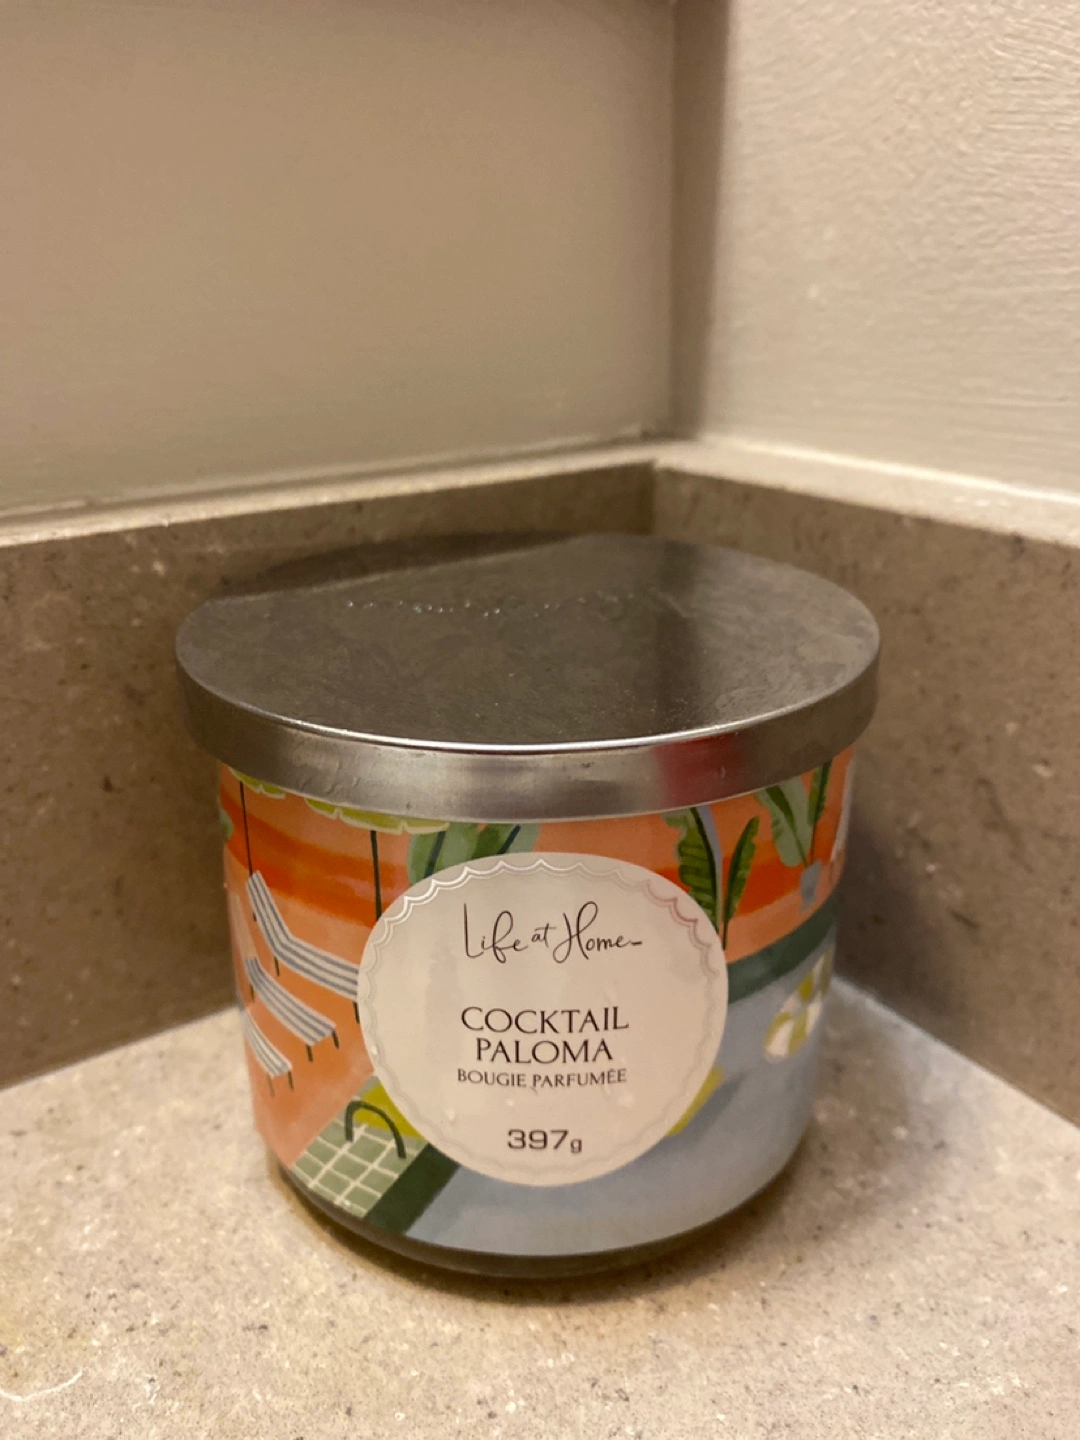 Life at Home
COCKTAIL
PALOMA
BOUGIE PARFUMÉE
397g